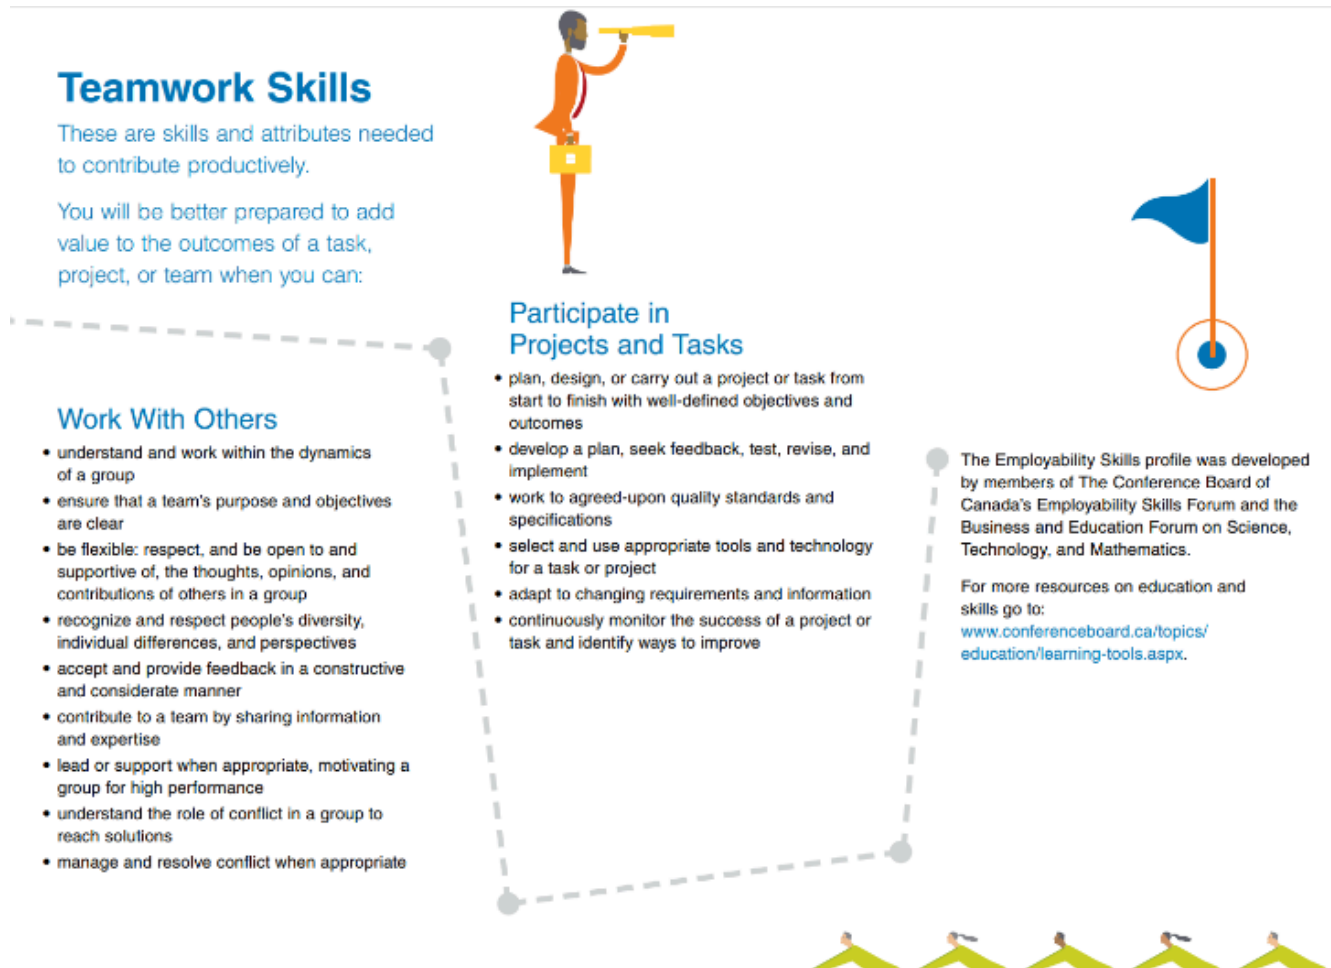 Teamwork Skills
These are skills and attributes needed
to contribute productively.
You will be better prepared to add
value to the outcomes of a task,
project, or team when you can:
Work With Others
• understand and work within the dynamics
of a group
• ensure that a team's purpose and objectives
are clear
• be flexible: respect, and be open to and
supportive of, the thoughts, opinions, and
contributions of others in a group
• recognize and respect people's diversity,
individual differences, and perspectives
• accept and provide feedback in a constructive
and considerate manner
• contribute to a team by sharing information
and expertise
• lead or support when appropriate, motivating a
group for high performance
• understand the role of conflict in a group to
reach solutions
• manage and resolve conflict when appropriate
Participate in
Projects and Tasks
• plan, design, or carry out a project or task from
start to finish with well-defined objectives and
outcomes
• develop a plan, seek feedback, test, revise, and
implement
• work to agreed-upon quality standards and
specifications
• select and use appropriate tools and technology
for a task or project
• adapt to changing requirements and information
• continuously monitor the success of a project or
task and identify ways to improve
The Employability Skills profile was developed
by members of The Conference Board of
Canada's Employability Skills Forum and the
Business and Education Forum on Science,
Technology, and Mathematics.
For more resources on education and
skills go to:
www.conferenceboard.ca/topics/
education/learning-tools.aspx.